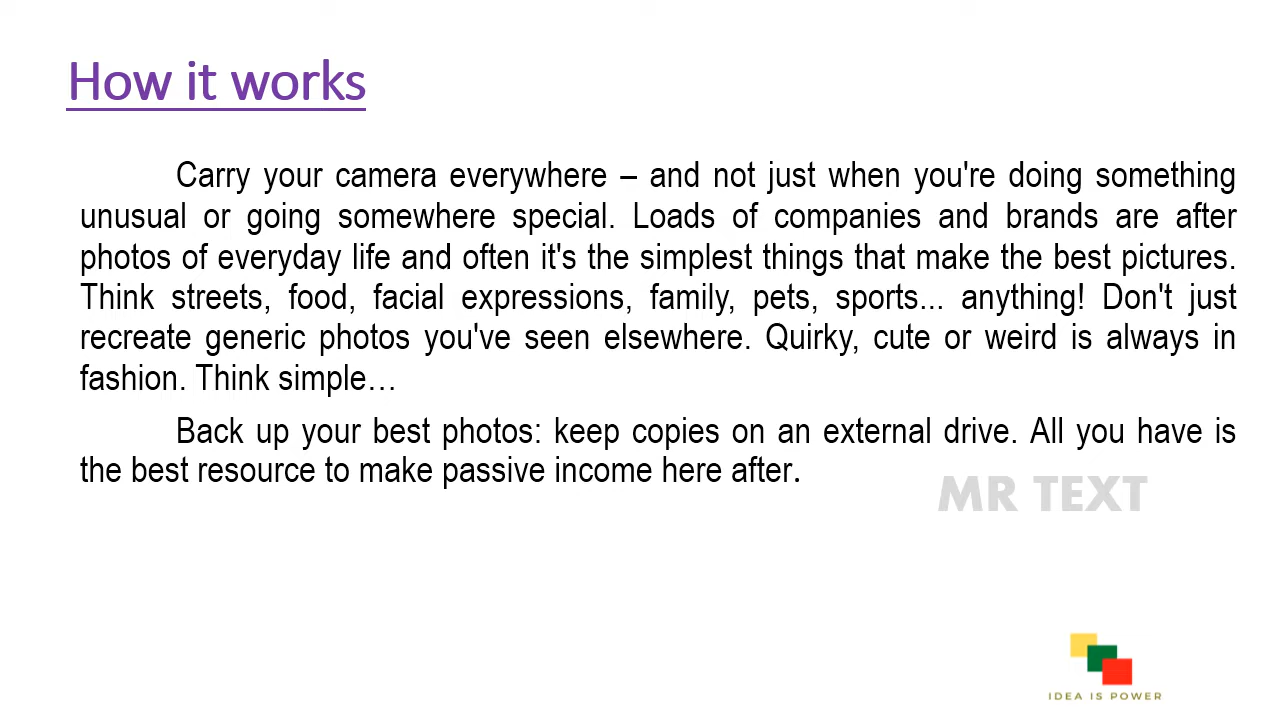 How it works
Carry your camera everywhere – and not just when you're doing something
unusual or going somewhere special. Loads of companies and brands are after
photos of everyday life and often it's the simplest things that make the best pictures.
Think streets, food, facial expressions, family, pets, sports... anything! Don't just
recreate generic photos you've seen elsewhere. Quirky, cute or weird is always in
fashion. Think simple…
Back up your best photos: keep copies on an external drive. All you have is
the best resource to make passive income here after.
MR TEXT
IDEA IS POWER